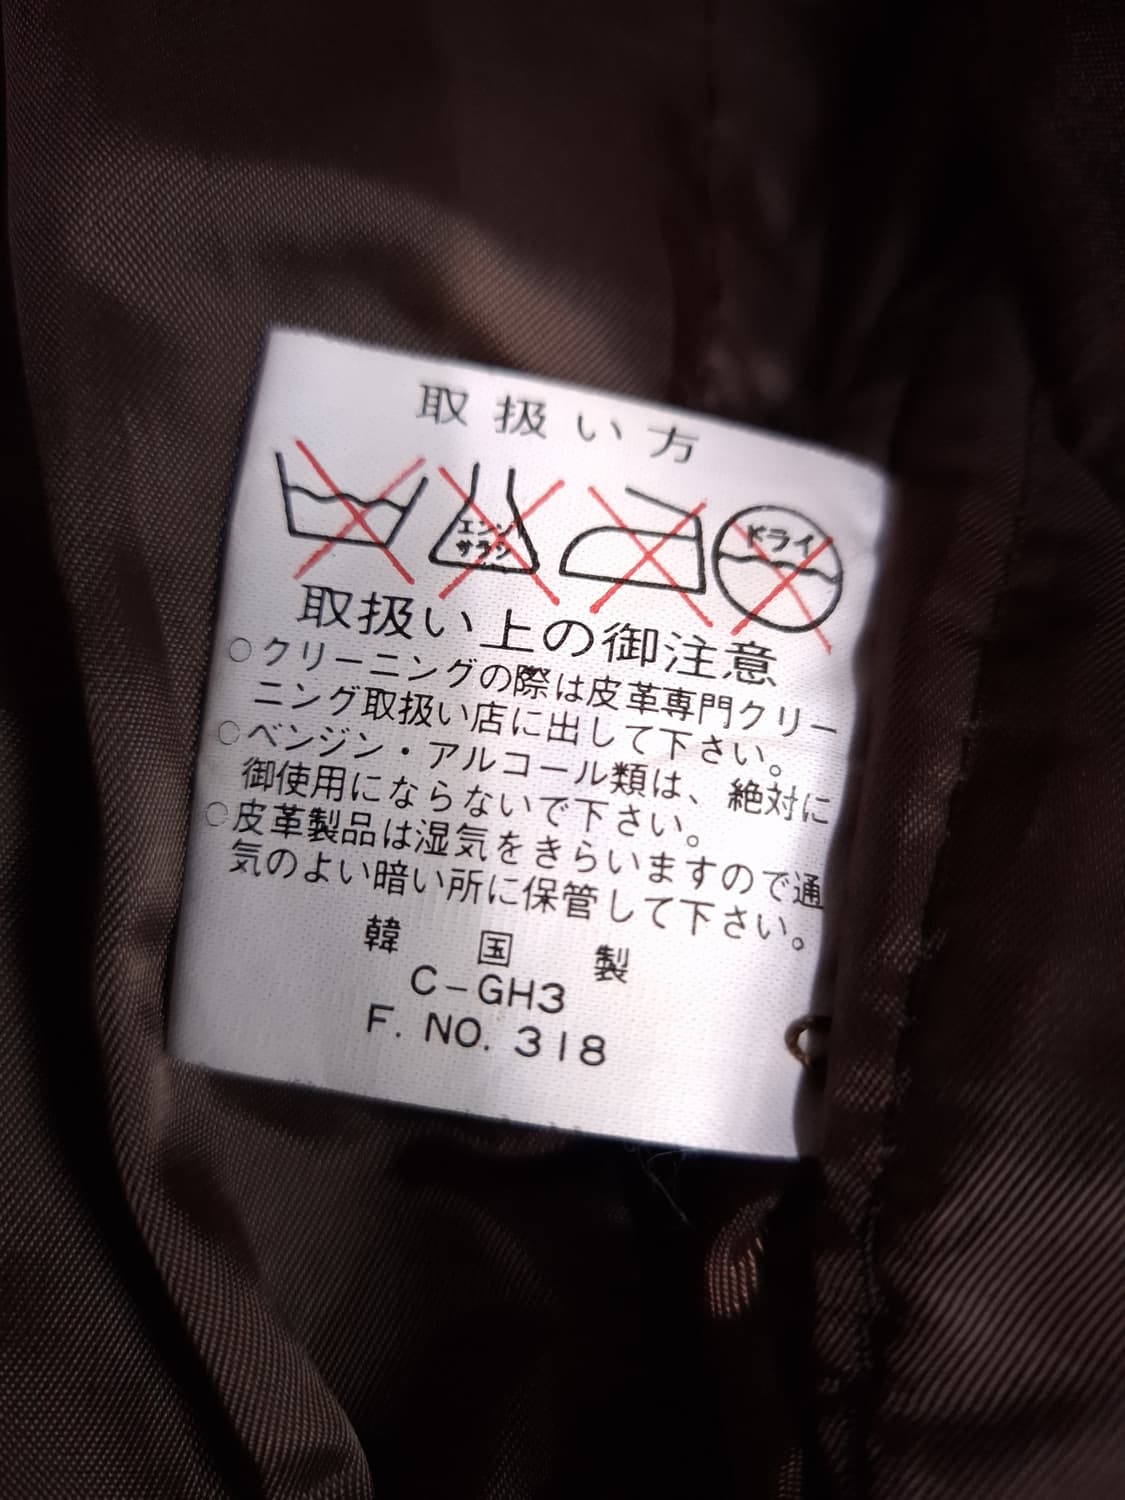 取扱い方
エンソ
サラシ
ドライ
取扱い上の御注意
○クリーニングの際は皮革専門クリー
ニング取扱い店に出して下さい。
○ベンジン・アルコール類は、絶対に
御使用にならないで下さい。
○皮革製品は湿気をきらいますので通
気のよい暗い所に保管して下さい。
韓国製
C-GH3
F. NO. 318